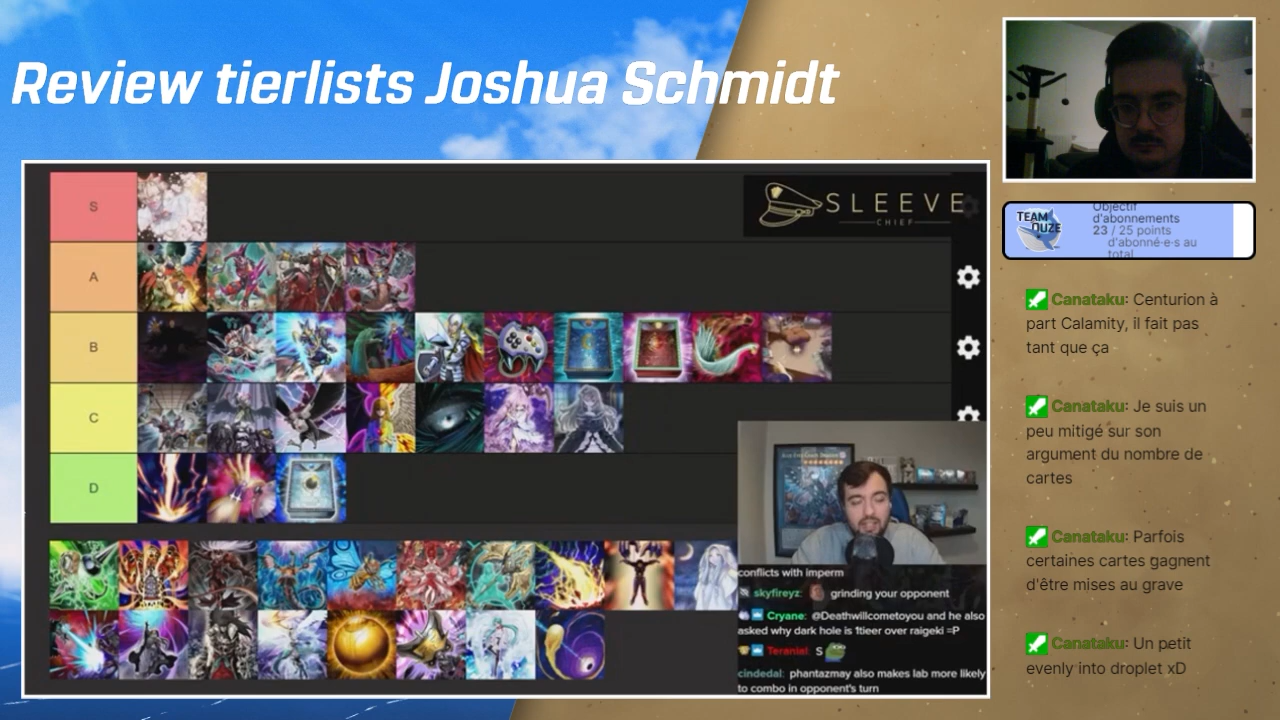 Review tierlists Joshua Schmidt
S
A
B
C
D
SLEEVE
CHIEF
conflicts with imperm
skyfireyz: grinding your opponent
Cryane: @Deathwillcometoyou and he also
asked why dark hole is 1tieer over raigeki =P
Teranial: S
cindedal: phantazmay also makes lab more likely
to combo in opponent's turn
TEAM
OUZE
Objectif
d'abonnements
23 / 25 points
d'abonné·e·s au
total
Canataku: Centurion à
part Calamity, il fait pas
tant que ça
Canataku: Je suis un
peu mitigé sur son
argument du nombre de
cartes
Canataku: Parfois
certaines cartes gagnent
d'être mises au grave
Canataku: Un petit
evenly into droplet xD